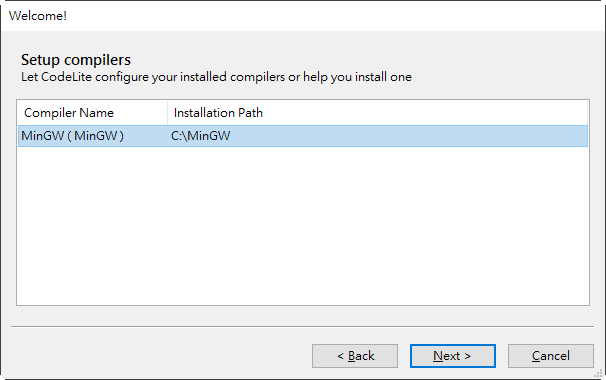 Welcome!
Setup compilers
Let CodeLite configure your installed compilers or help you install one
Compiler Name Installation Path
MinGW ( MinGW ) C:\MinGW
< Back Next > Cancel